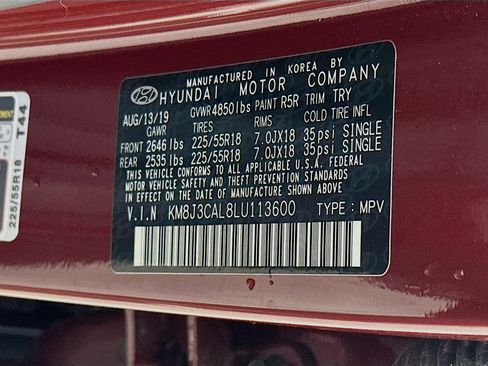 MANUFACTURED IN KOREA BY
HYUNDAI MOTOR COMPANY
AUG/13/19 GVWR 4850lbs PAINT R5R TRIM TRY
GAWR TIRES RIMS COLD TIRE INFL
FRONT 2646 lbs 225/55R18 7.0JX18 35psi SINGLE
REAR 2535 lbs 225/55R18 7.0JX18 35psi SINGLE
THIS VEHICLE CONFORMS TO ALL APPLICABLE U.S.A. FEDERAL
MOTOR VEHICLE SAFETY AND THEFT PREVENTION STANDARDS
IN EFFECT ON THE DATE OF MANUFACTURE SHOWN ABOVE
V.I.N KM8J3CAL8LU113600 TYPE : MPV
225/55R18 T44